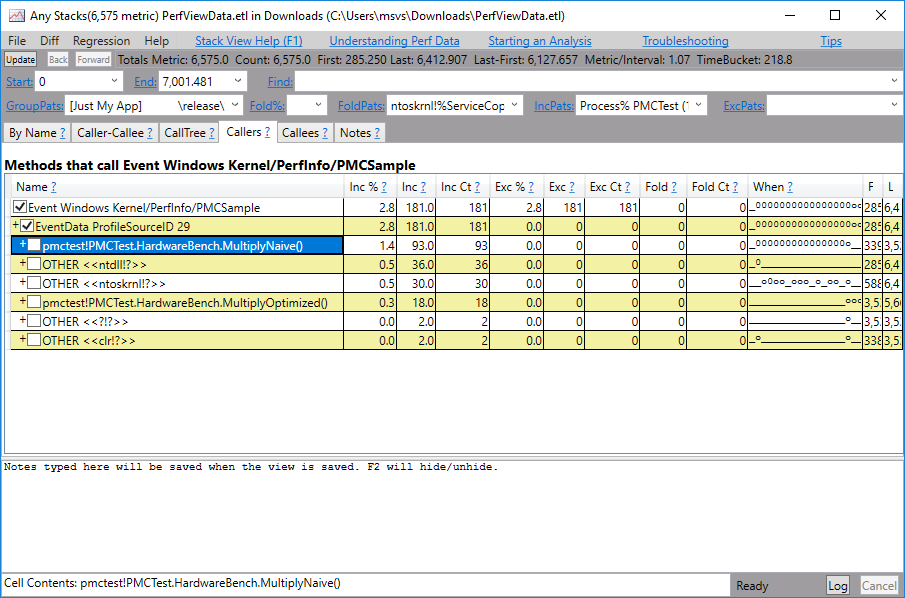 Any Stacks(6,575 metric) PerfViewData.etl in Downloads (C:\Users\msvs\Downloads\PerfViewData.etl)
File Diff Regression Help Stack View Help (F1) Understanding Perf Data Starting an Analysis Troubleshooting Tips
Update Back Forward Totals Metric: 6,575.0 Count: 6,575.0 First: 285.250 Last: 6,412.907 Last-First: 6,127.657 Metric/Interval: 1.07 TimeBucket: 218.8
Start: 0 End: 7,001.481 Find:
GroupPats: [Just My App] \release\ Fold%: FoldPats: ntoskrnl!%ServiceCop IncPats: Process% PMCTest ( ExcPats:
By Name ? Caller-Callee ? CallTree ? Callers ? Callees ? Notes ?
Methods that call Event Windows Kernel/PerfInfo/PMCSample
Name ? Inc % ? Inc ? Inc Ct ? Exc % ? Exc ? Exc Ct ? Fold ? Fold Ct ? When ? F L
Event Windows Kernel/PerfInfo/PMCSample 2.8 181.0 181 2.8 181 181 0 0 _ooooooooooooooooooc 285 6,4
+ EventData ProfileSourceID 29 2.8 181.0 181 0.0 0 0 0 0 _ooooooooooooooooooc 285 6,4
+ pmctest!PMCTest.HardwareBench.MultiplyNaive() 1.4 93.0 93 0.0 0 0 0 0 _oooooooooooooooo_ 339 3,5
+ OTHER <<ntdll!?>> 0.5 36.0 36 0.0 0 0 0 0 _o_ 285 6,4
+ OTHER <<ntoskrnl!?>> 0.5 30.0 30 0.0 0 0 0 0 __oooo_ooo_o_oo_o_ 588 6,4
+ pmctest!PMCTest.HardwareBench.MultiplyOptimized() 0.3 18.0 18 0.0 0 0 0 0 ooc 3,5 5,6
+ OTHER <<?!?>> 0.0 2.0 2 0.0 0 0 0 0 o_ 3,5 3,5
+ OTHER <<clr!?>> 0.0 2.0 2 0.0 0 0 0 0 _o_o_ 338 3,5
Notes typed here will be saved when the view is saved. F2 will hide/unhide.
Cell Contents: pmctest!PMCTest.HardwareBench.MultiplyNaive() Ready Log Cancel